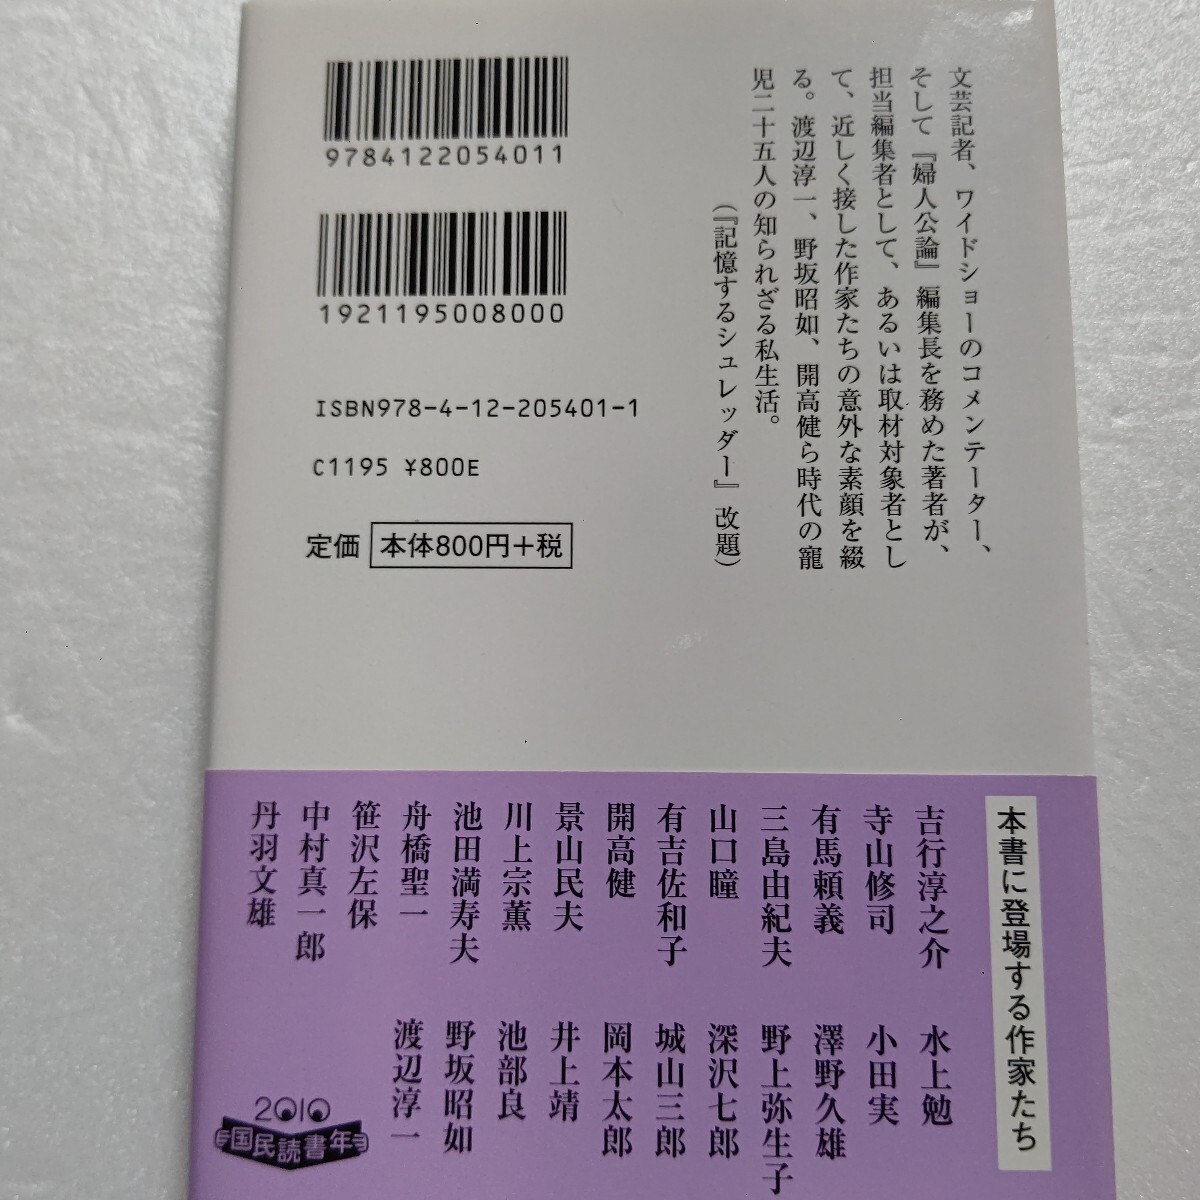 文芸記者、ワイドショーのコメンテーター、
そして『婦人公論』編集長を務めた著者が、
担当編集者として、あるいは取材対象者とし
て、近しく接した作家たちの意外な素顔を綴
る。渡辺淳一、野坂昭如、開高健ら時代の寵
児二十五人の知られざる私生活。
（『記憶するシュレッダー』改題）
9784122054011
1921195008000
ISBN978-4-12-205401-1
C1195 ¥800E
定価 本体800円+税
本書に登場する作家たち
吉行淳之介
寺山修司
有馬頼義
三島由紀夫
山口瞳
有吉佐和子
開高健
景山民夫
川上宗薫
池田満寿夫
舟橋聖一
笹沢左保
中村真一郎
丹羽文雄
水上勉
小田実
澤野久雄
野上弥生子
深沢七郎
城山三郎
岡本太郎
井上靖
池部良
野坂昭如
渡辺淳一
2010
国民読書年